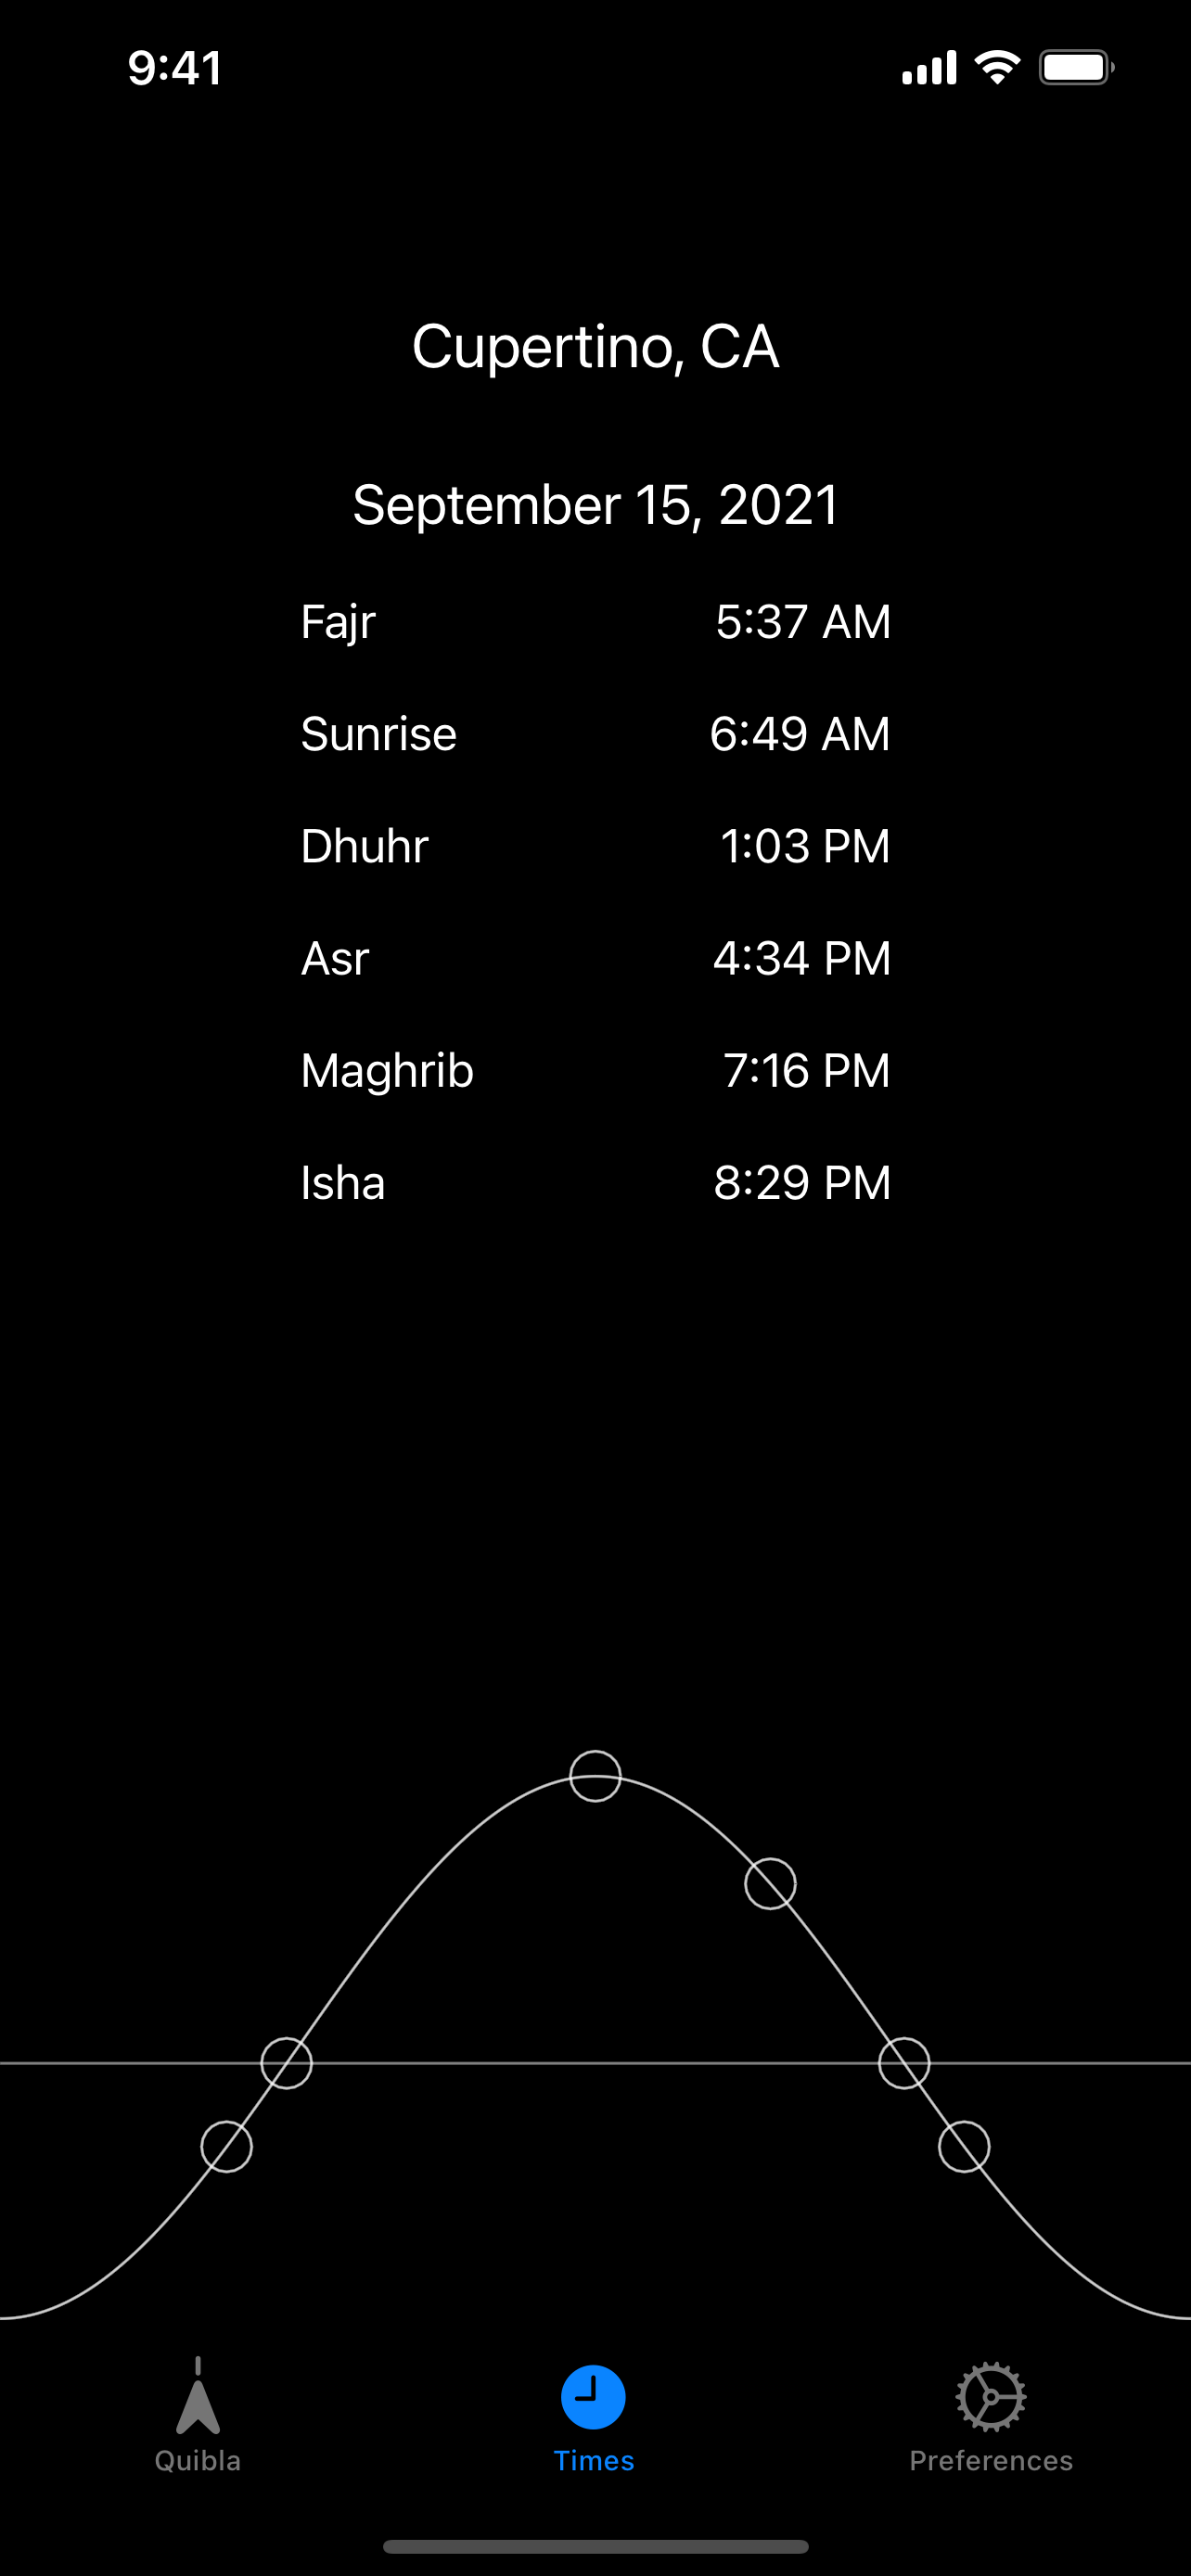 9:41
Cupertino, CA
September 15, 2021
Fajr 5:37 AM
Sunrise 6:49 AM
Dhuhr 1:03 PM
Asr 4:34 PM
Maghrib 7:16 PM
Isha 8:29 PM
Quibla Times Preferences